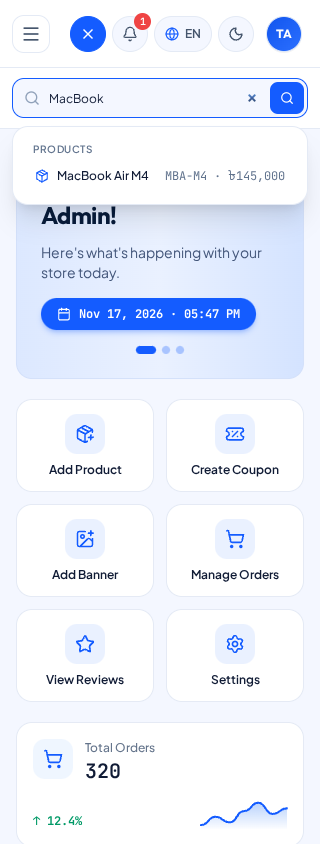 1
EN
TA
MacBook
PRODUCTS
MacBook Air M4 MBA-M4 · ৳145,000
Admin!
Here's what's happening with your
store today.
Nov 17, 2026 · 05:47 PM
Add Product
Create Coupon
Add Banner
Manage Orders
View Reviews
Settings
Total Orders
320
↑ 12.4%